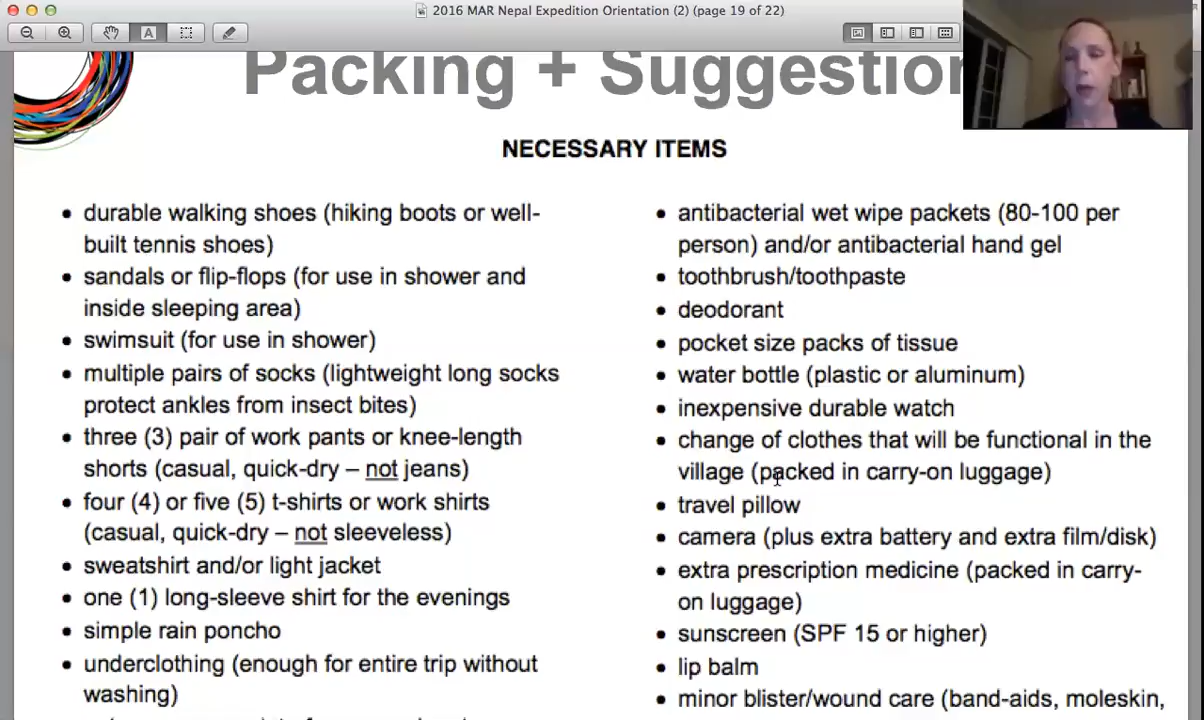 2016 MAR Nepal Expedition Orientation (2) (page 19 of 22)
Packing + Suggestion
NECESSARY ITEMS
• durable walking shoes (hiking boots or well-
built tennis shoes)
• sandals or flip-flops (for use in shower and
inside sleeping area)
• swimsuit (for use in shower)
• multiple pairs of socks (lightweight long socks
protect ankles from insect bites)
• three (3) pair of work pants or knee-length
shorts (casual, quick-dry – not jeans)
• four (4) or five (5) t-shirts or work shirts
(casual, quick-dry – not sleeveless)
• sweatshirt and/or light jacket
• one (1) long-sleeve shirt for the evenings
• simple rain poncho
• underclothing (enough for entire trip without
washing)
• antibacterial wet wipe packets (80-100 per
person) and/or antibacterial hand gel
• toothbrush/toothpaste
• deodorant
• pocket size packs of tissue
• water bottle (plastic or aluminum)
• inexpensive durable watch
• change of clothes that will be functional in the
village (packed in carry-on luggage)
• travel pillow
• camera (plus extra battery and extra film/disk)
• extra prescription medicine (packed in carry-
on luggage)
• sunscreen (SPF 15 or higher)
• lip balm
• minor blister/wound care (band-aids, moleskin,